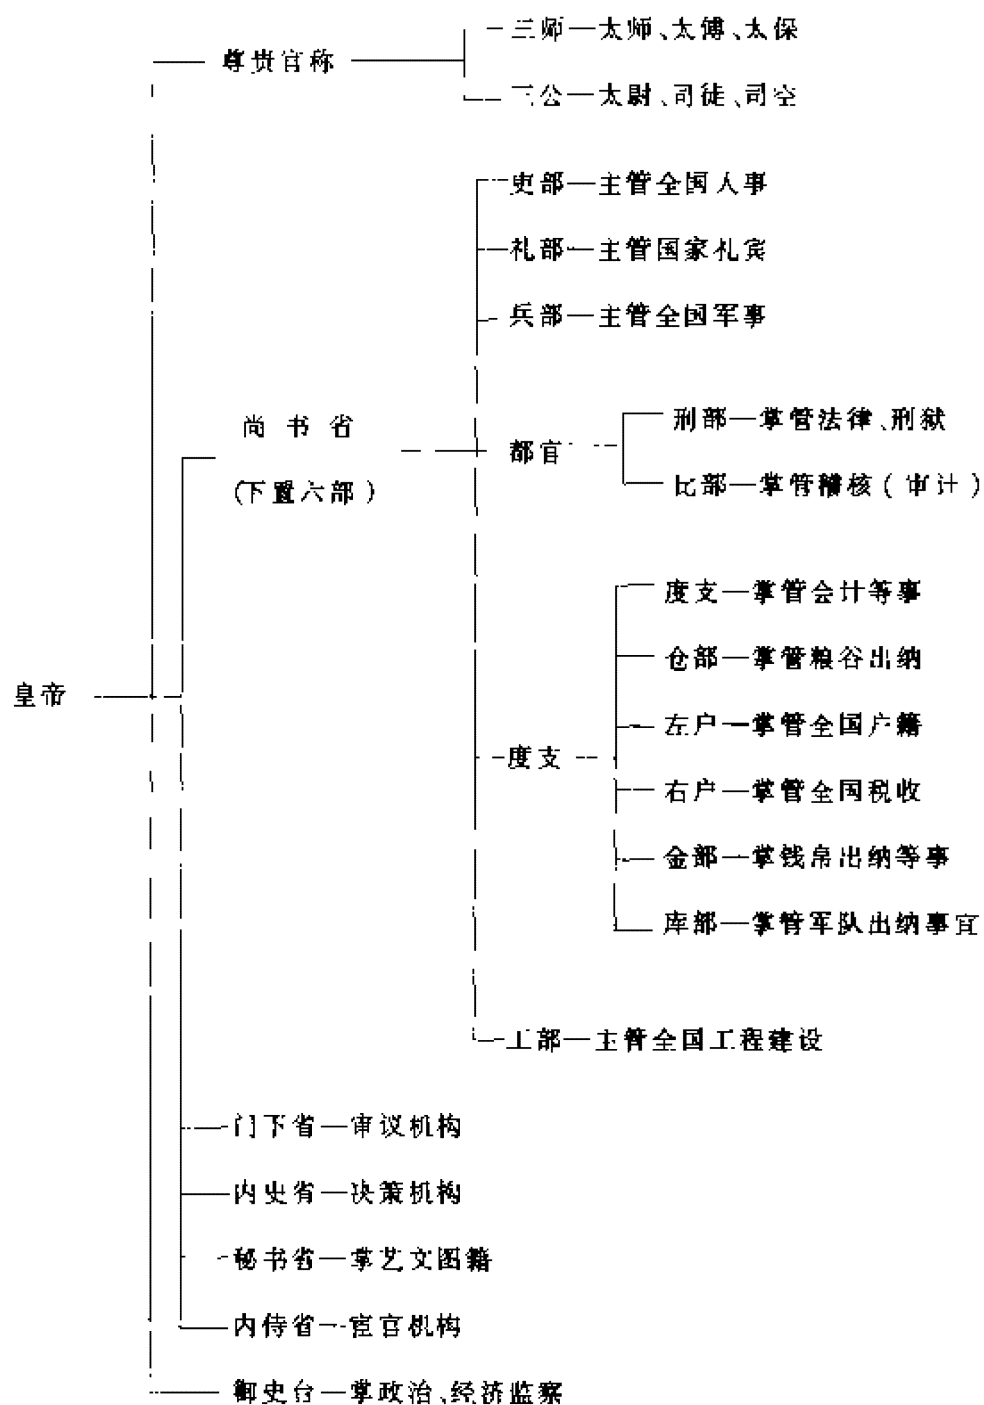 三师—太师、太傅、太保
尊贵官称
三公—太尉、司徒、司空
吏部—主管全国人事
礼部—主管国家礼宾
兵部—主管全国军事
尚书省
(下置六部)
都官
刑部—掌管法律、刑狱
比部—掌管稽核(审计)
度支—掌管会计等事
仓部—掌管粮谷出纳
皇帝
左户—掌管全国户籍
度支
右户—掌管全国税收
金部—掌钱帛出纳等事
库部—掌管军队出纳事宜
工部—主管全国工程建设
门下省—审议机构
内史省—决策机构
秘书省—掌艺文图籍
内侍省—宦官机构
御史台—掌政治、经济监察